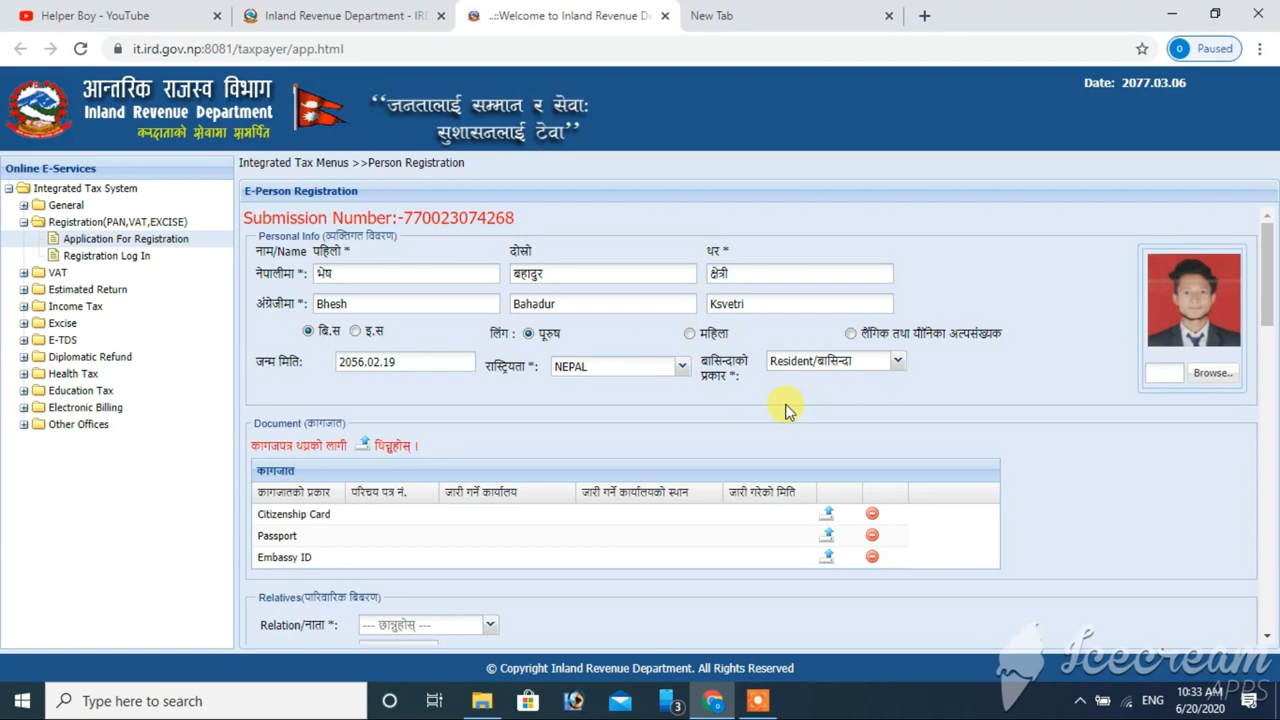 Helper Boy - YouTube
Inland Revenue Department - IRD
..::Welcome to Inland Revenue De
New Tab
it.ird.gov.np:8081/taxpayer/app.html
O Paused
आन्तरिक राजस्व विभाग
Inland Revenue Department
करदाताको सेवामा समर्पित
“जनतालाई सम्मान र सेवा:
सुशासनलाई टेवा”
Date: 2077.03.06
Online E-Services
Integrated Tax System
General
Registration(PAN,VAT,EXCISE)
Application For Registration
Registration Log In
VAT
Estimated Return
Income Tax
Excise
E-TDS
Diplomatic Refund
Health Tax
Education Tax
Electronic Billing
Other Offices
Integrated Tax Menus >>Person Registration
E-Person Registration
Submission Number:-770023074268
Personal Info (व्यक्तिगत विवरण)
नाम/Name पहिलो * दोस्रो थर *
नेपालीमा *: भेष बहादुर क्षेत्री
अंग्रेजीमा *: Bhesh Bahadur Ksvetri
बि.स इ.स लिंग : पूरुष महिला लैंगिक तथा यौनिका अल्पसंख्यक
जन्म मिति: 2056.02.19 रास्ट्रियता *: NEPAL बासिन्दाको प्रकार *: Resident/बासिन्दा
Browse..
Document (कागजात)
कागजपत्र थप्नको लागी थिच्नुहोस् ।
कागजात
कागजातको प्रकार परिचय पत्र नं. जारी गर्ने कार्यालय जारी गर्ने कार्यालयको स्थान जारी गरेको मिति
Citizenship Card
Passport
Embassy ID
Relatives(पारिवारिक बिबरण)
Relation/नाता *: --- छान्नुहोस् ---
© Copyright Inland Revenue Department. All Rights Reserved
Icecream
APPS
Type here to search
3
ENG
10:33 AM
6/20/2020